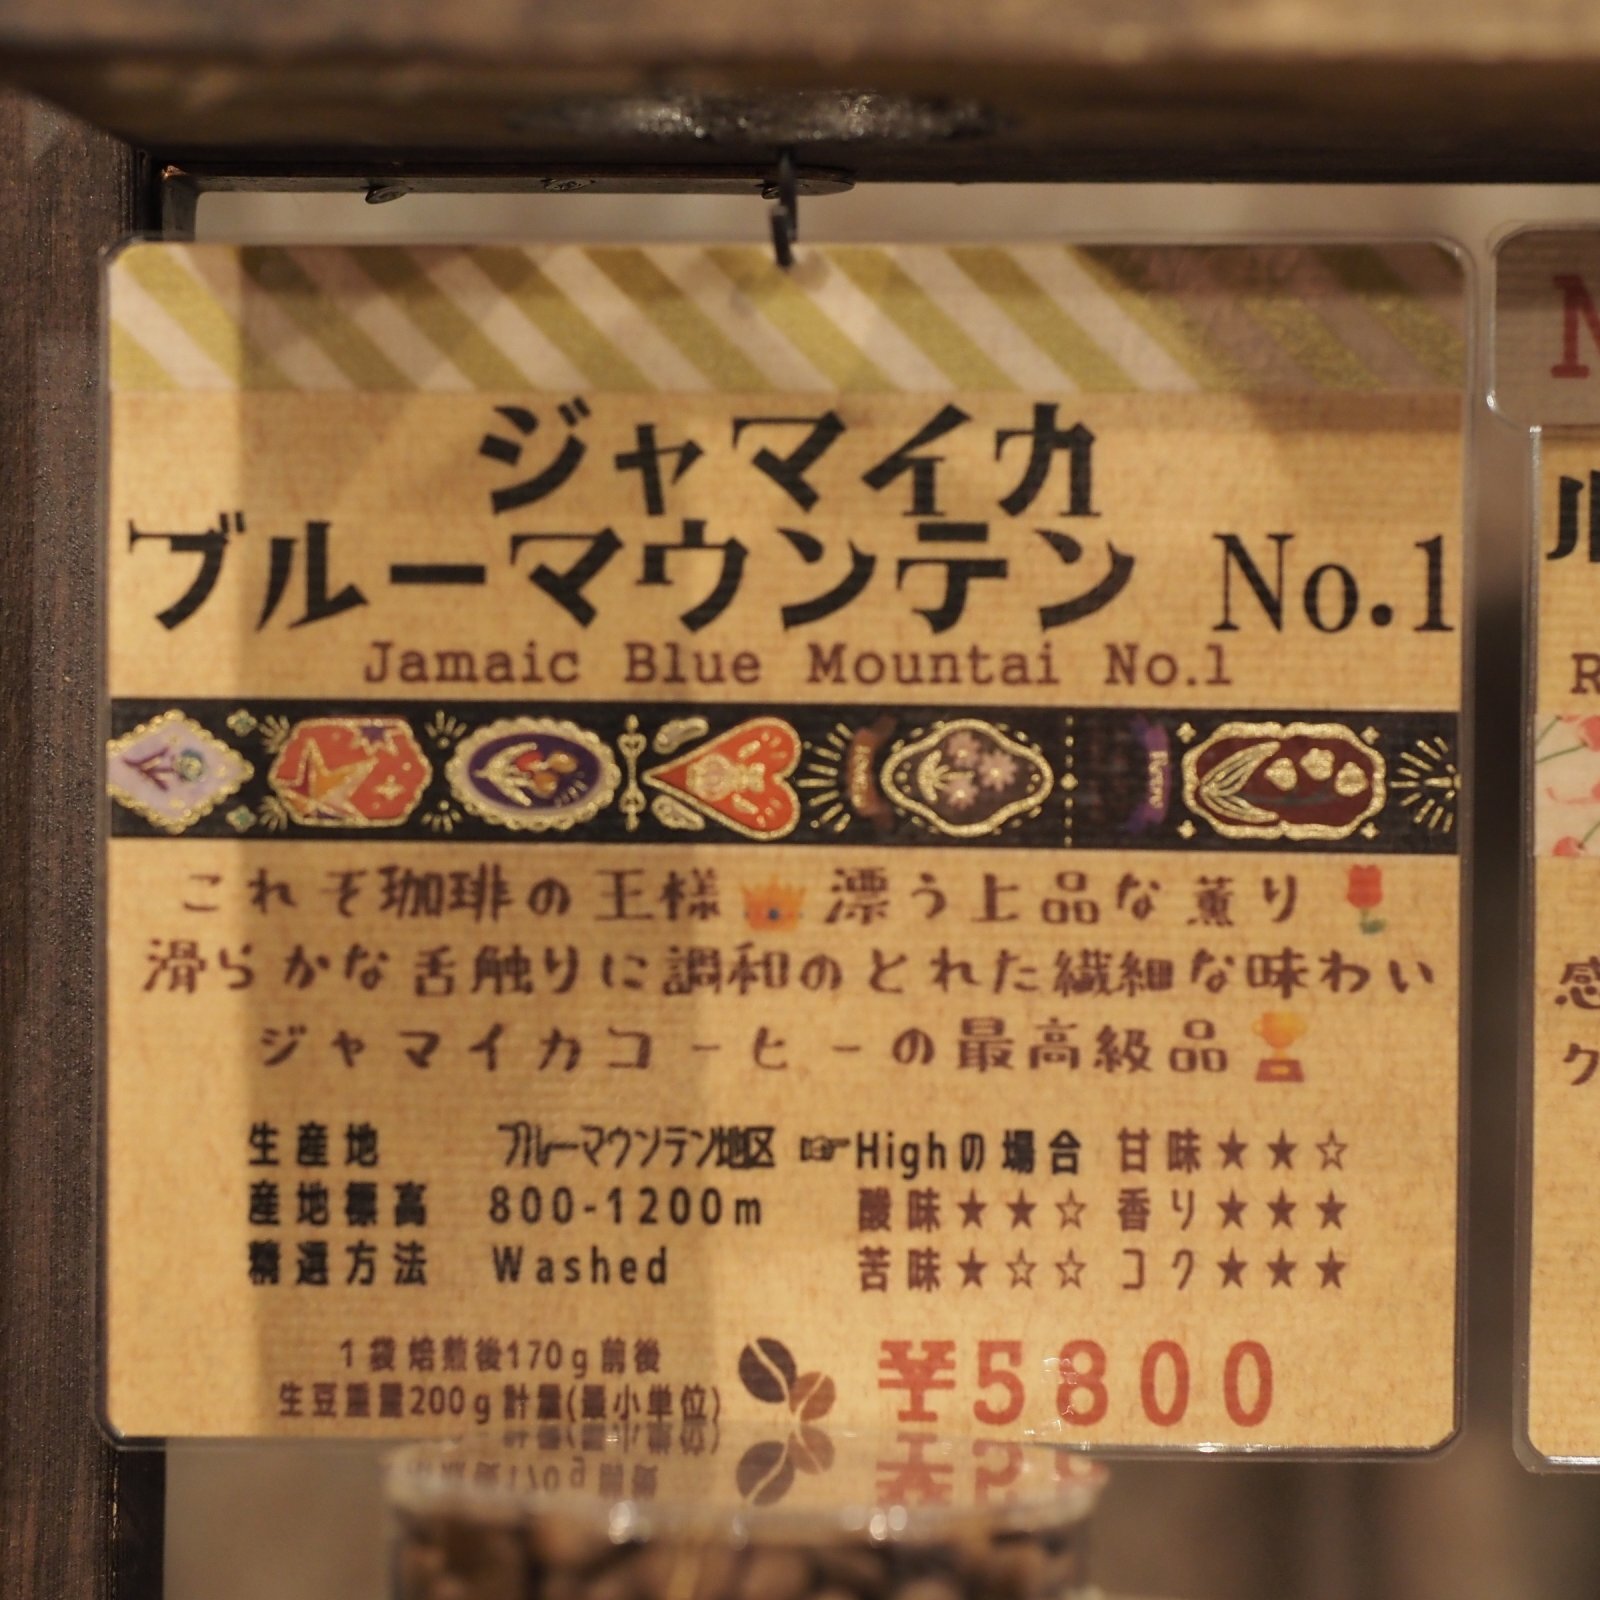 ジャマイカ
ブルーマウンテン No.1
Jamaic Blue Mountai No.1
これぞ珈琲の王様 漂う上品な薫り
滑らかな舌触りに調和のとれた繊細な味わい
ジャマイカコーヒーの最高級品
生産地 ブルーマウンテン地区 ☞Highの場合 甘味★★☆
産地標高 800-1200m 酸味★★☆ 香り★★★
精選方法 Washed 苦味★☆☆ コク★★★
1袋焙煎後170g前後
生豆重量200g計量(最小単位)
¥5800